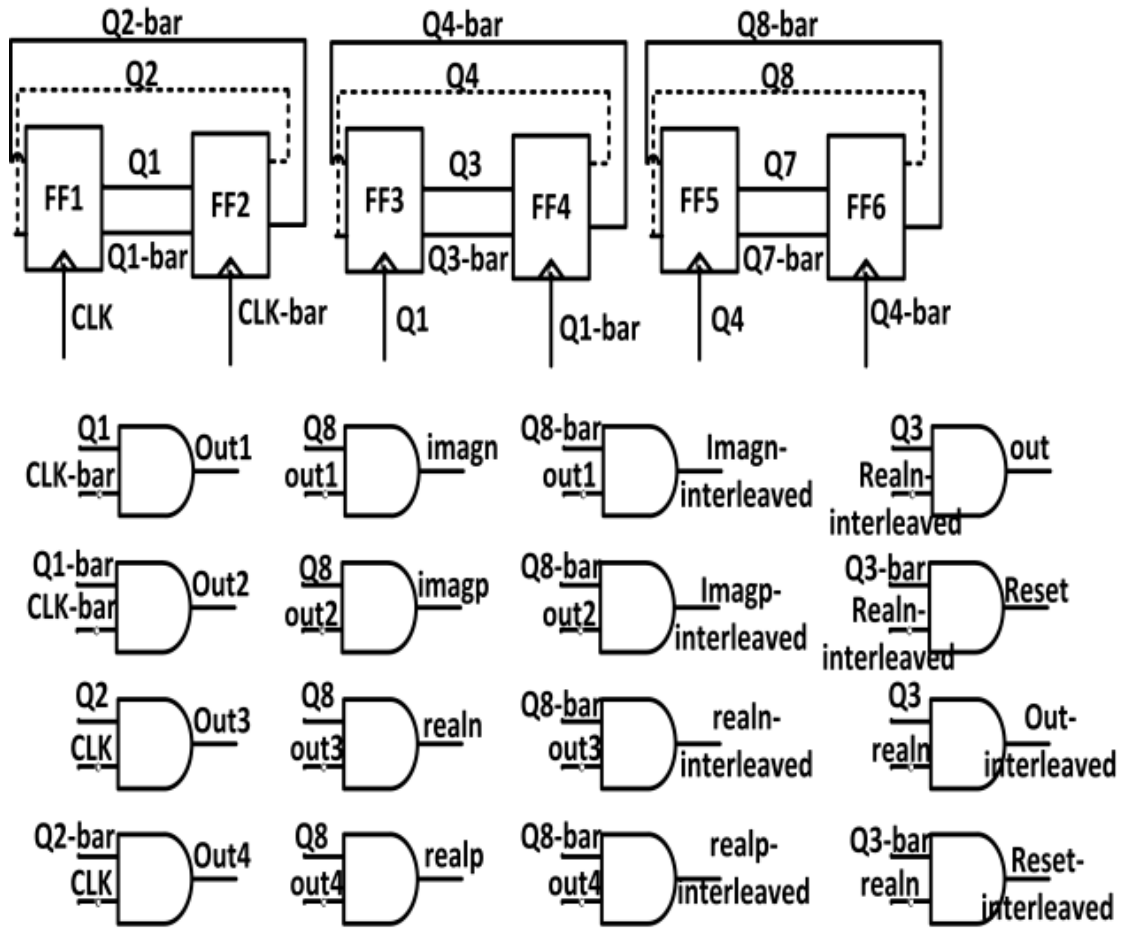 Q2-bar
Q4-bar
Q8-bar
Q2
Q4
Q8
Q1
Q3
Q7
FF1
FF2
FF3
FF4
FF5
FF6
Q1-bar
Q3-bar
Q7-bar
CLK
CLK-bar
Q1
Q1-bar
Q4
Q4-bar
Q1
CLK-bar
Out1
Q8
out1
imagn
Q8-bar
out1
Imagn-
interleaved
Q3
Realn-
interleaved
out
Q1-bar
CLK-bar
Out2
Q8
out2
imagp
Q8-bar
out2
Imagp-
interleaved
Q3-bar
Realn-
interleaved
Reset
Q2
CLK
Out3
Q8
out3
realn
Q8-bar
out3
realn-
interleaved
Q3
realn
Out-
interleaved
Q2-bar
CLK
Out4
Q8
out4
realp
Q8-bar
out4
realp-
interleaved
Q3-bar
realn
Reset-
interleaved